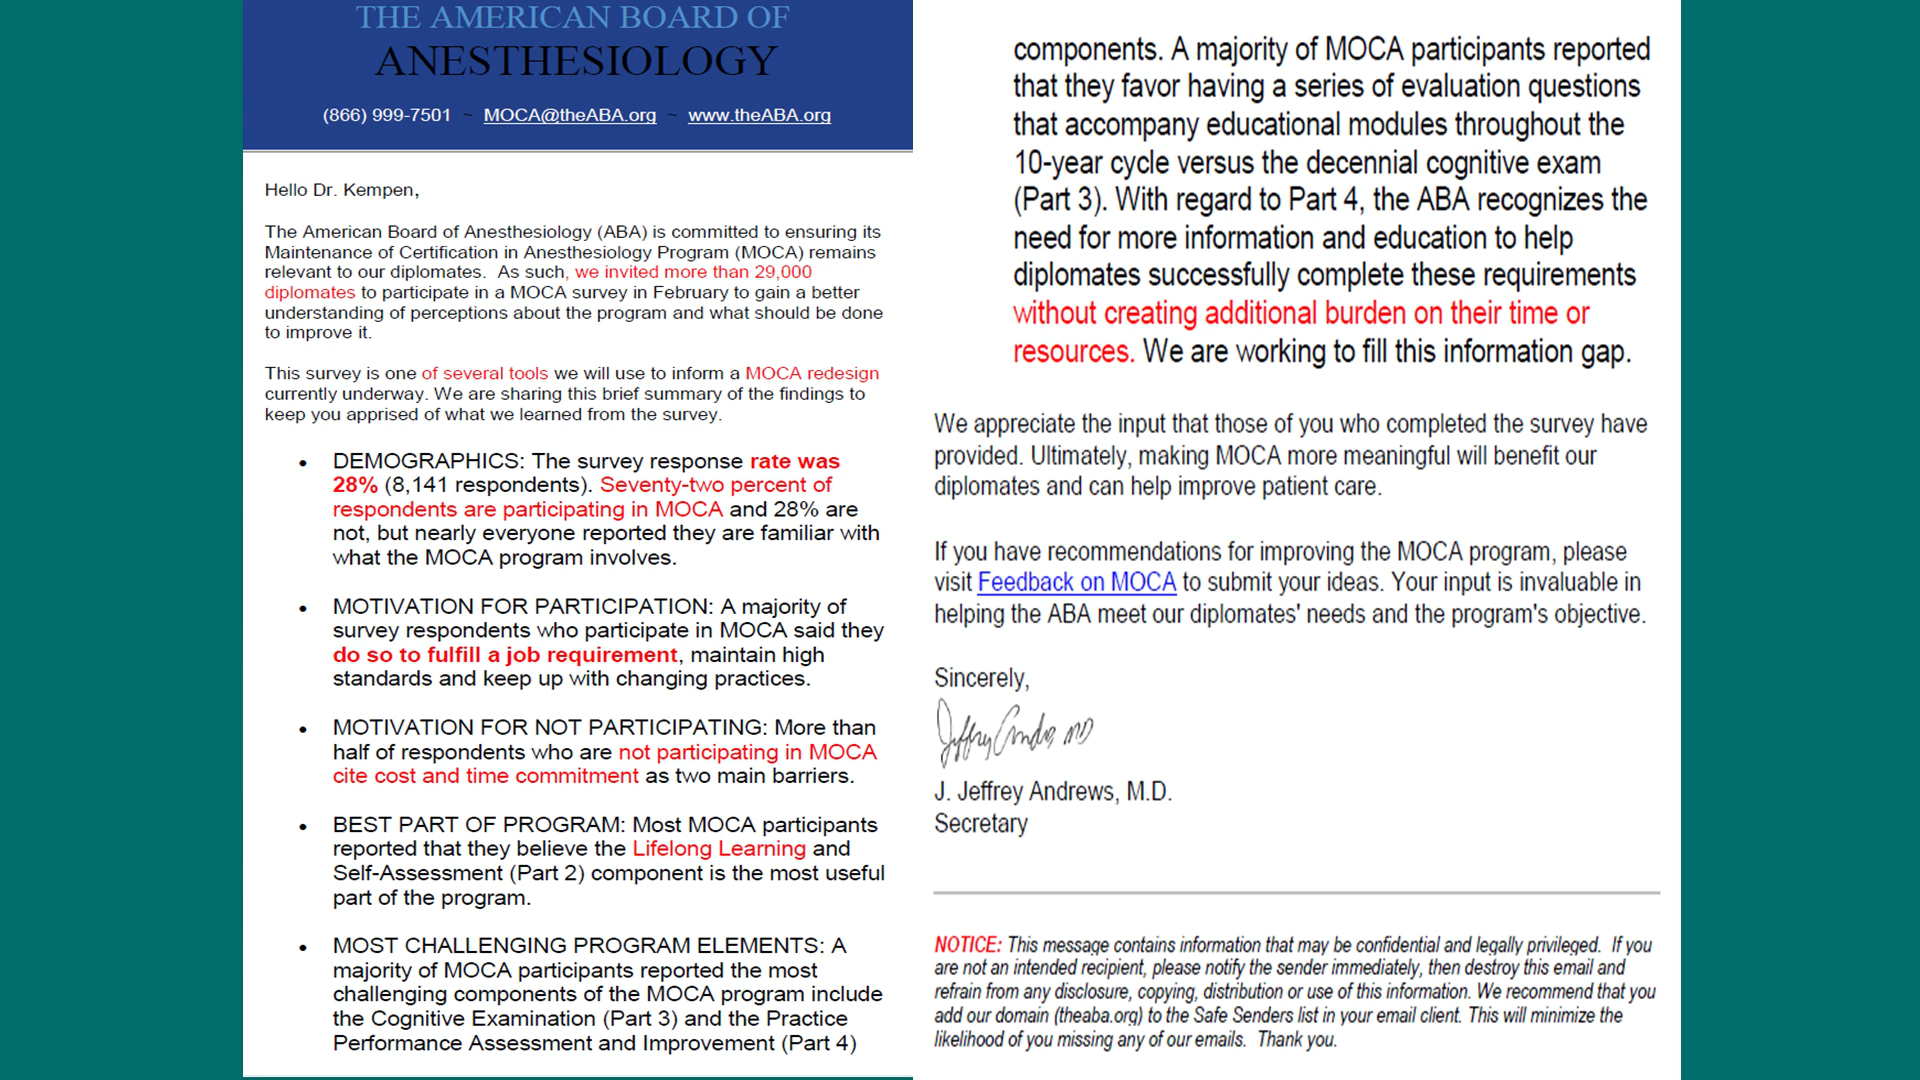 THE AMERICAN BOARD OF
ANESTHESIOLOGY
(866) 999-7501 ~ MOCA@theABA.org ~ www.theABA.org
Hello Dr. Kempen,
The American Board of Anesthesiology (ABA) is committed to ensuring its
Maintenance of Certification in Anesthesiology Program (MOCA) remains
relevant to our diplomates. As such, we invited more than 29,000
diplomates to participate in a MOCA survey in February to gain a better
understanding of perceptions about the program and what should be done
to improve it.
This survey is one of several tools we will use to inform a MOCA redesign
currently underway. We are sharing this brief summary of the findings to
keep you apprised of what we learned from the survey.
• DEMOGRAPHICS: The survey response rate was
28% (8,141 respondents). Seventy-two percent of
respondents are participating in MOCA and 28% are
not, but nearly everyone reported they are familiar with
what the MOCA program involves.
• MOTIVATION FOR PARTICIPATION: A majority of
survey respondents who participate in MOCA said they
do so to fulfill a job requirement, maintain high
standards and keep up with changing practices.
• MOTIVATION FOR NOT PARTICIPATING: More than
half of respondents who are not participating in MOCA
cite cost and time commitment as two main barriers.
• BEST PART OF PROGRAM: Most MOCA participants
reported that they believe the Lifelong Learning and
Self-Assessment (Part 2) component is the most useful
part of the program.
• MOST CHALLENGING PROGRAM ELEMENTS: A
majority of MOCA participants reported the most
challenging components of the MOCA program include
the Cognitive Examination (Part 3) and the Practice
Performance Assessment and Improvement (Part 4)
components. A majority of MOCA participants reported
that they favor having a series of evaluation questions
that accompany educational modules throughout the
10-year cycle versus the decennial cognitive exam
(Part 3). With regard to Part 4, the ABA recognizes the
need for more information and education to help
diplomates successfully complete these requirements
without creating additional burden on their time or
resources. We are working to fill this information gap.
We appreciate the input that those of you who completed the survey have
provided. Ultimately, making MOCA more meaningful will benefit our
diplomates and can help improve patient care.
If you have recommendations for improving the MOCA program, please
visit Feedback on MOCA to submit your ideas. Your input is invaluable in
helping the ABA meet our diplomates' needs and the program's objective.
Sincerely,
Jeffrey Andrews MD
J. Jeffrey Andrews, M.D.
Secretary
NOTICE: This message contains information that may be confidential and legally privileged. If you
are not an intended recipient, please notify the sender immediately, then destroy this email and
refrain from any disclosure, copying, distribution or use of this information. We recommend that you
add our domain (theaba.org) to the Safe Senders list in your email client. This will minimize the
likelihood of you missing any of our emails. Thank you.